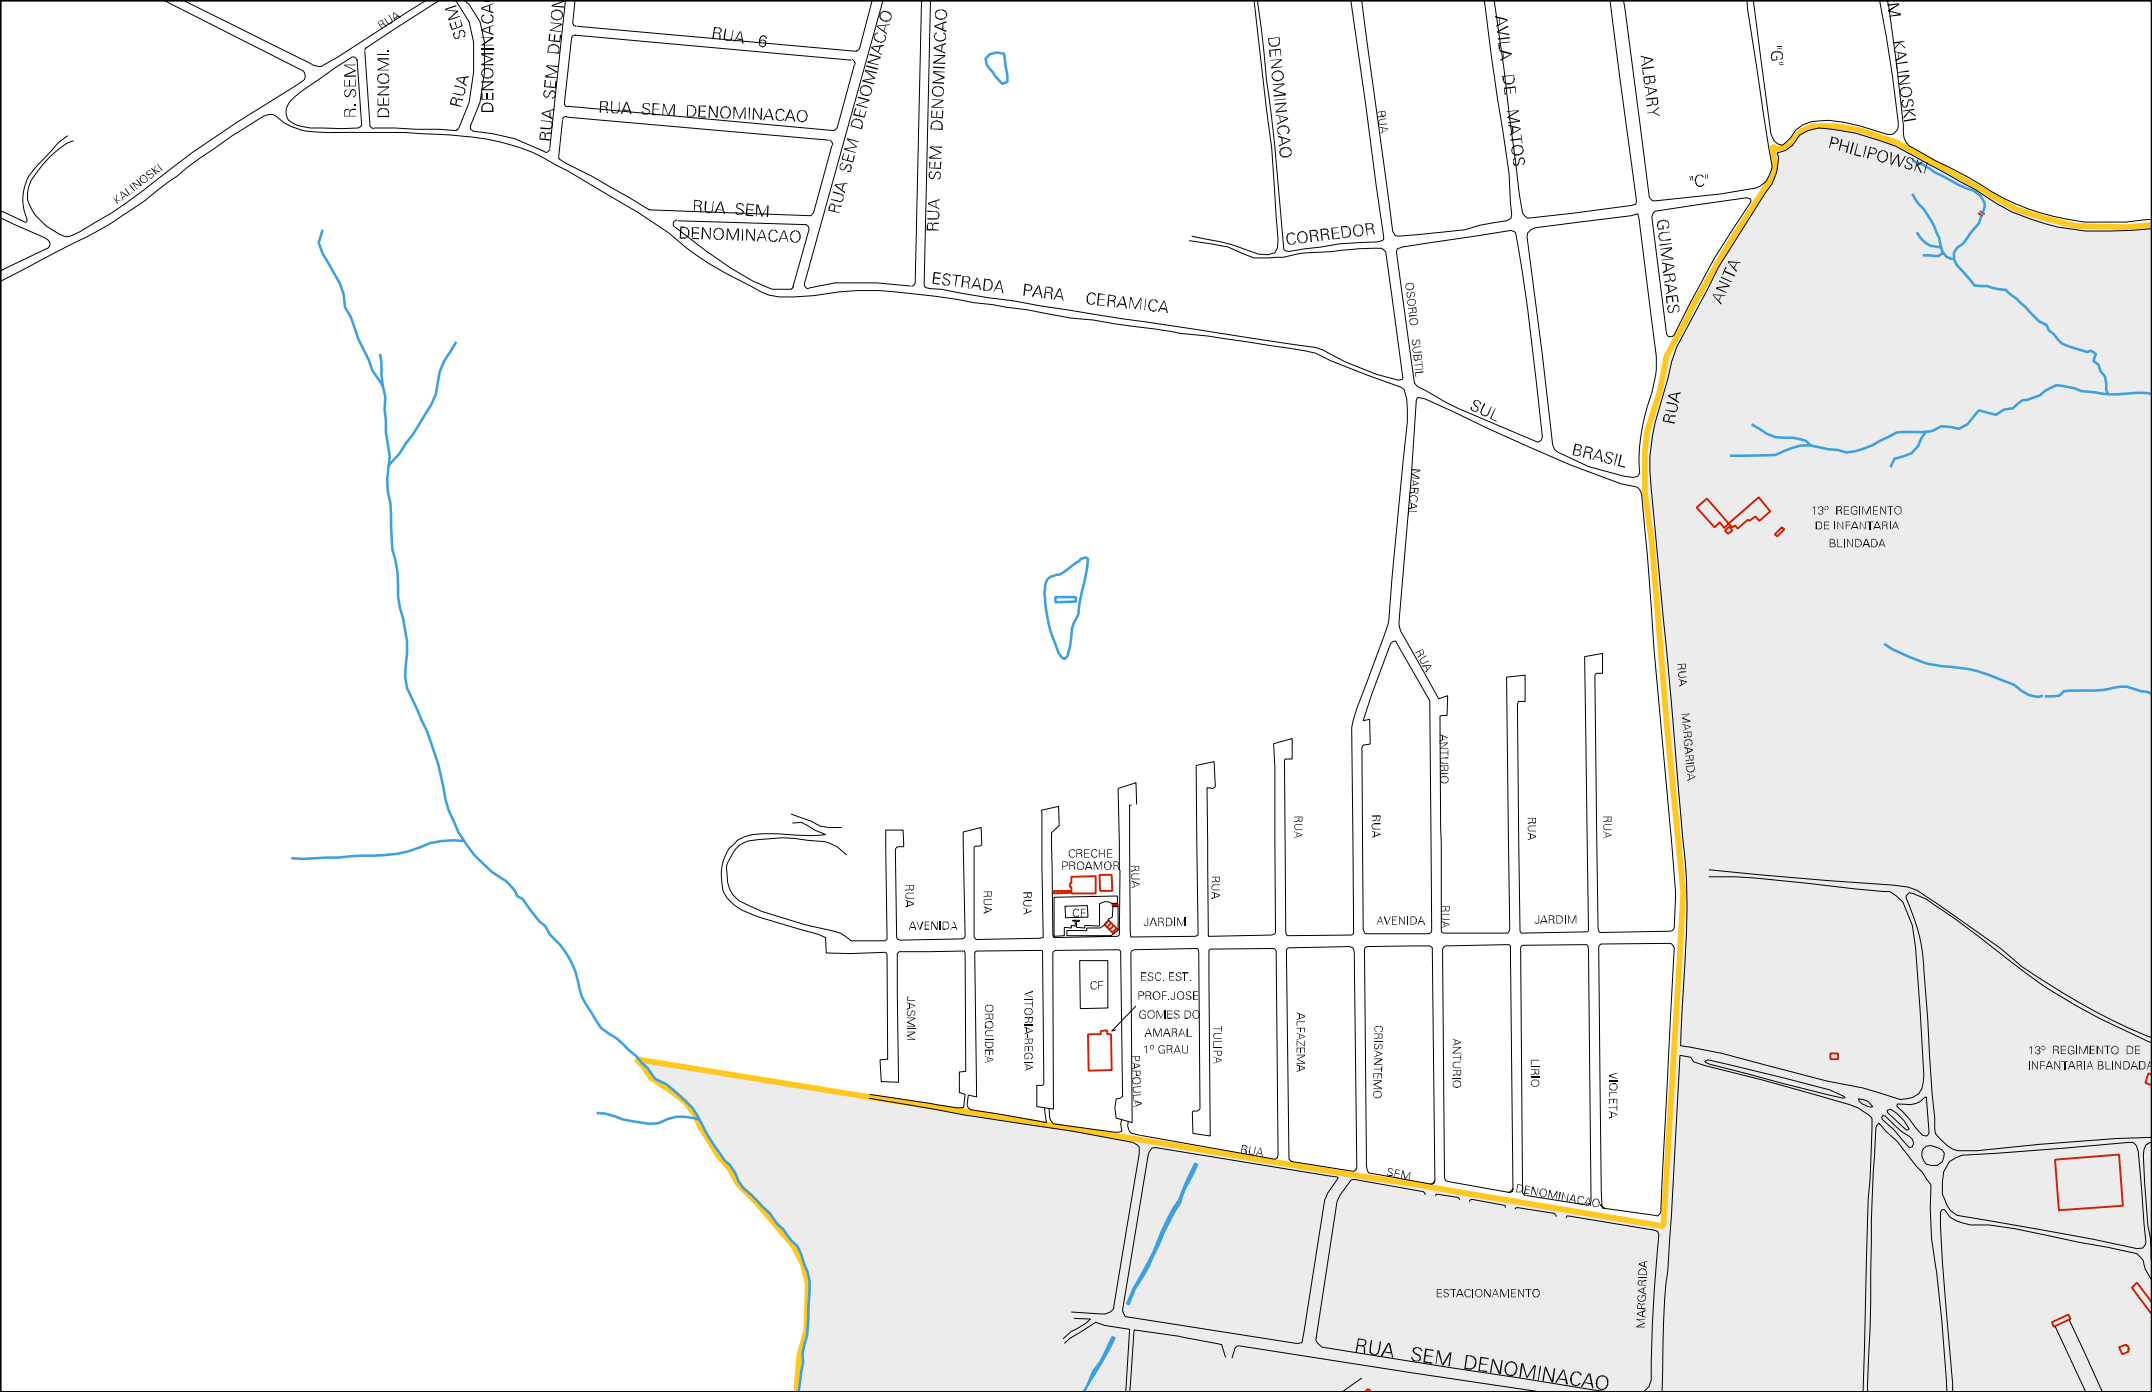 RUA
R. SEM
DENOMI.
RUA SEM
DENOMINACA
RUA SEM DENOM
RUA 6
RUA SEM DENOMINACAO
RUA SEM DENOMINACAO
RUA SEM DENOMINACAO
RUA SEM
DENOMINACAO
KALINOSKI
ESTRADA PARA CERAMICA
DENOMINACAO
RUA
AVILA DE MATOS
ALBARY
"G"
M KALINOSKI
PHILIPOWSKI
"C"
CORREDOR
GUIMARAES
ANITA
RUA
OSORIO SUBTIL
SUL
BRASIL
MARCAL
13º REGIMENTO
DE INFANTARIA
BLINDADA
RUA
RUA
MARGARIDA
ANTURIO
RUA
RUA
RUA
RUA
CRECHE
PROAMOR
RUA
RUA
RUA
RUA
RUA
CF
AVENIDA
JARDIM
AVENIDA
RUA
JARDIM
ESC. EST.
PROF.JOSE
GOMES DO
AMARAL
1º GRAU
CF
JASMIM
ORQUIDEA
VITORIA-REGIA
PAPOULA
TULIPA
ALFAZEMA
CRISANTEMO
ANTURIO
LIRIO
VIOLETA
13º REGIMENTO DE
INFANTARIA BLINDADA
RUA
SEM
DENOMINACAO
MARGARIDA
ESTACIONAMENTO
RUA SEM DENOMINACAO